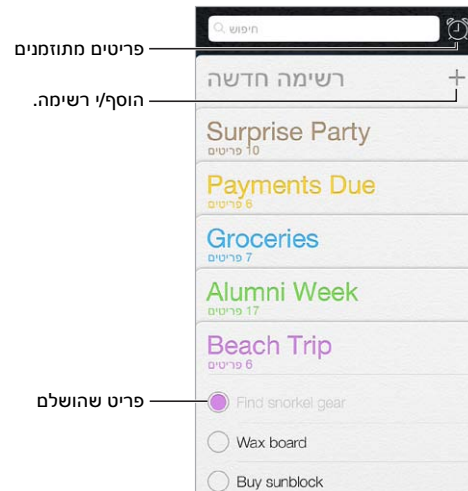 חיפוש
פריטים מתוזמנים
רשימה חדשה
הוסף/י רשימה.
Surprise Party
10 פריטים
Payments Due
6 פריטים
Groceries
7 פריטים
Alumni Week
17 פריטים
Beach Trip
6 פריטים
פריט שהושלם
Find snorkel gear
Wax board
Buy sunblock